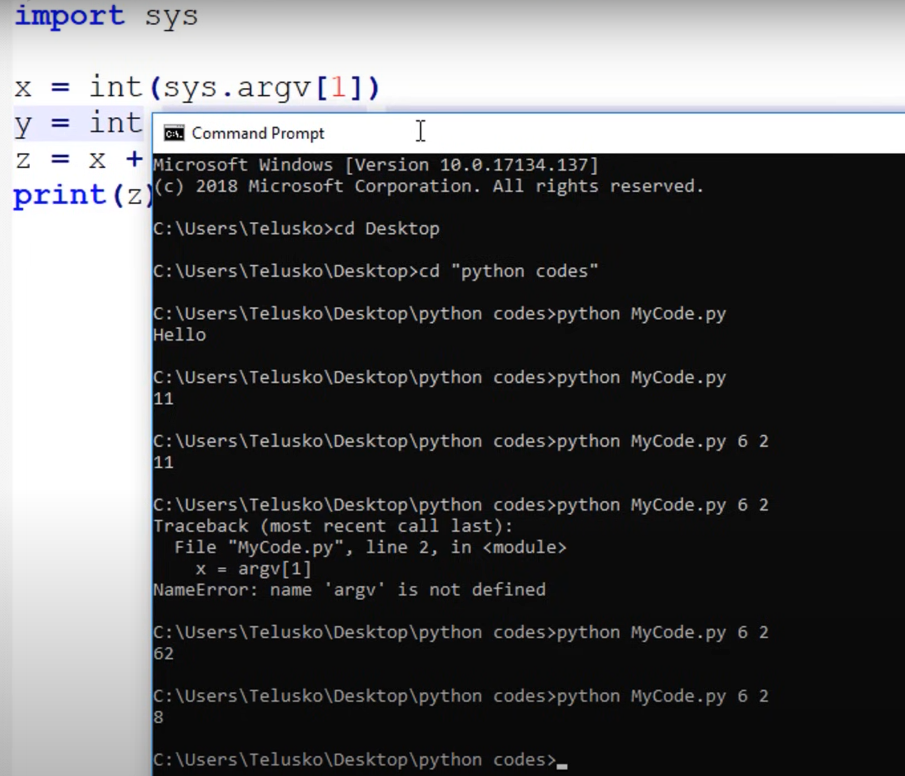 import sys
x = int(sys.argv[1])
y = int
z = x +
print(z)
Command Prompt
Microsoft Windows [Version 10.0.17134.137]
(c) 2018 Microsoft Corporation. All rights reserved.
C:\Users\Telusko>cd Desktop
C:\Users\Telusko\Desktop>cd "python codes"
C:\Users\Telusko\Desktop\python codes>python MyCode.py
Hello
C:\Users\Telusko\Desktop\python codes>python MyCode.py
11
C:\Users\Telusko\Desktop\python codes>python MyCode.py 6 2
11
C:\Users\Telusko\Desktop\python codes>python MyCode.py 6 2
Traceback (most recent call last):
  File "MyCode.py", line 2, in <module>
    x = argv[1]
NameError: name 'argv' is not defined
C:\Users\Telusko\Desktop\python codes>python MyCode.py 6 2
62
C:\Users\Telusko\Desktop\python codes>python MyCode.py 6 2
8
C:\Users\Telusko\Desktop\python codes>